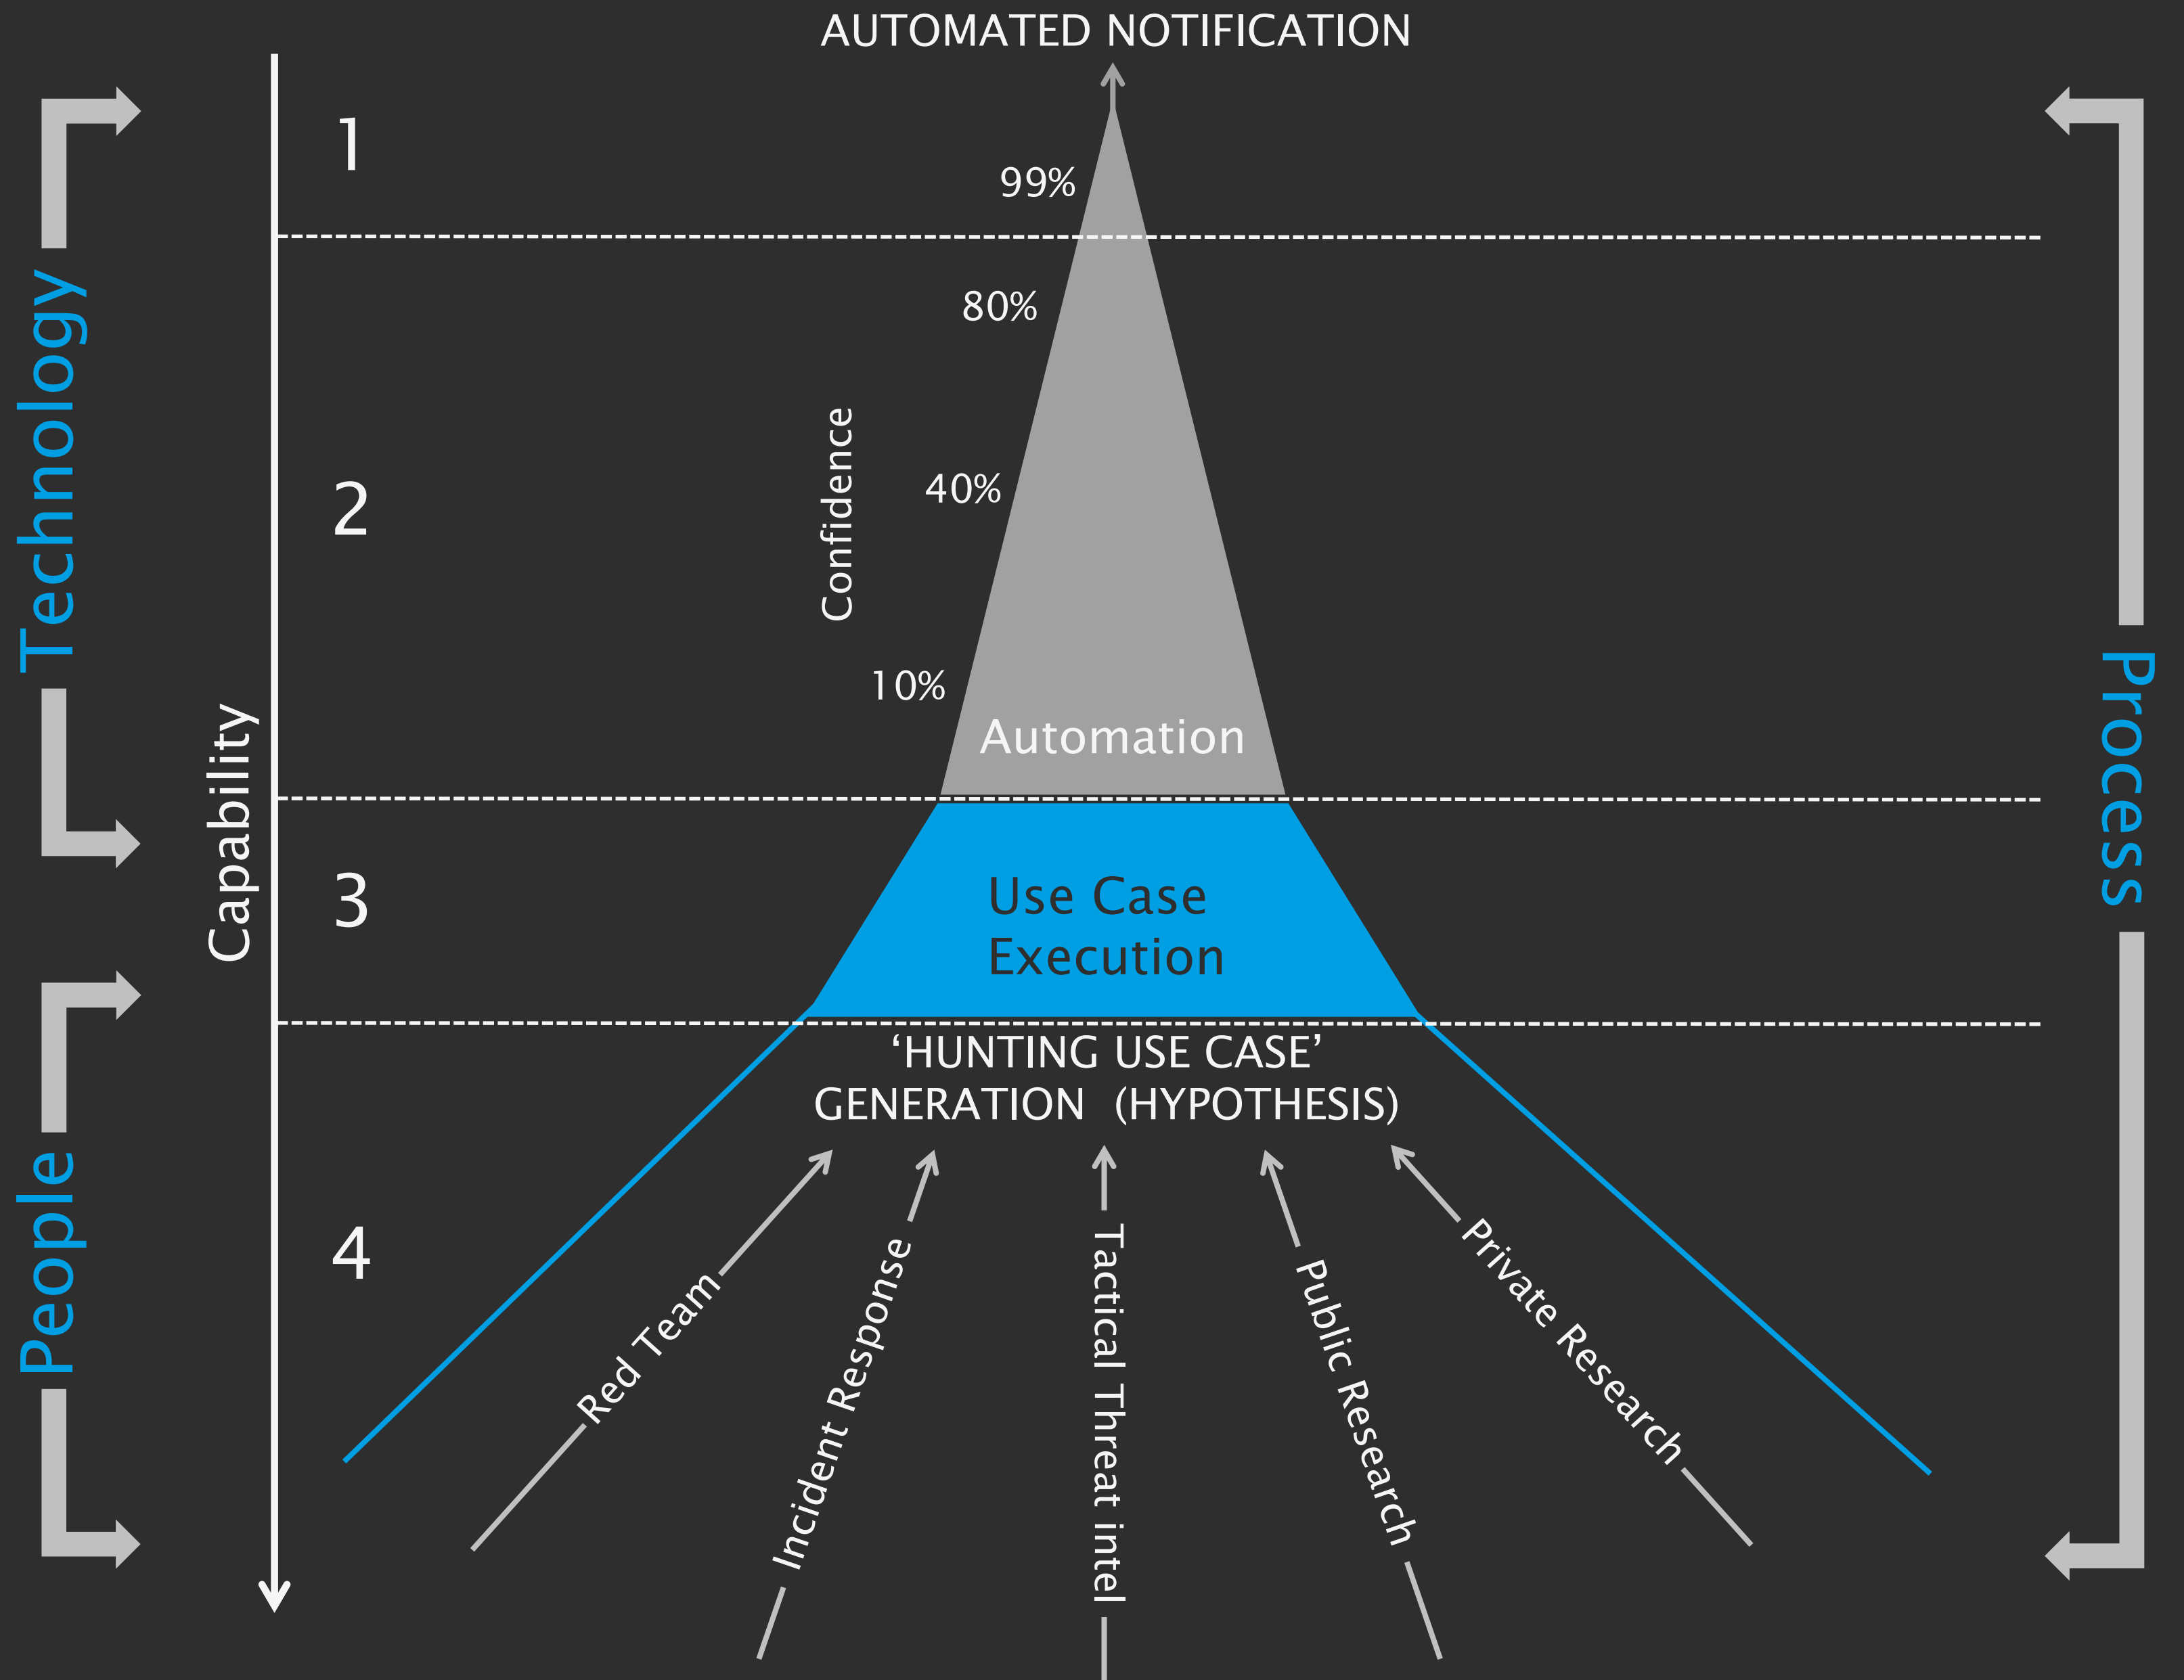 AUTOMATED NOTIFICATION
1
99%
80%
Technology
2
Confidence
40%
10%
Automation
Process
Capability
3
Use Case
Execution
‘HUNTING USE CASE’
GENERATION (HYPOTHESIS)
People
4
Red Team
Incident Response
Tactical Threat intel
Public Research
Private Research